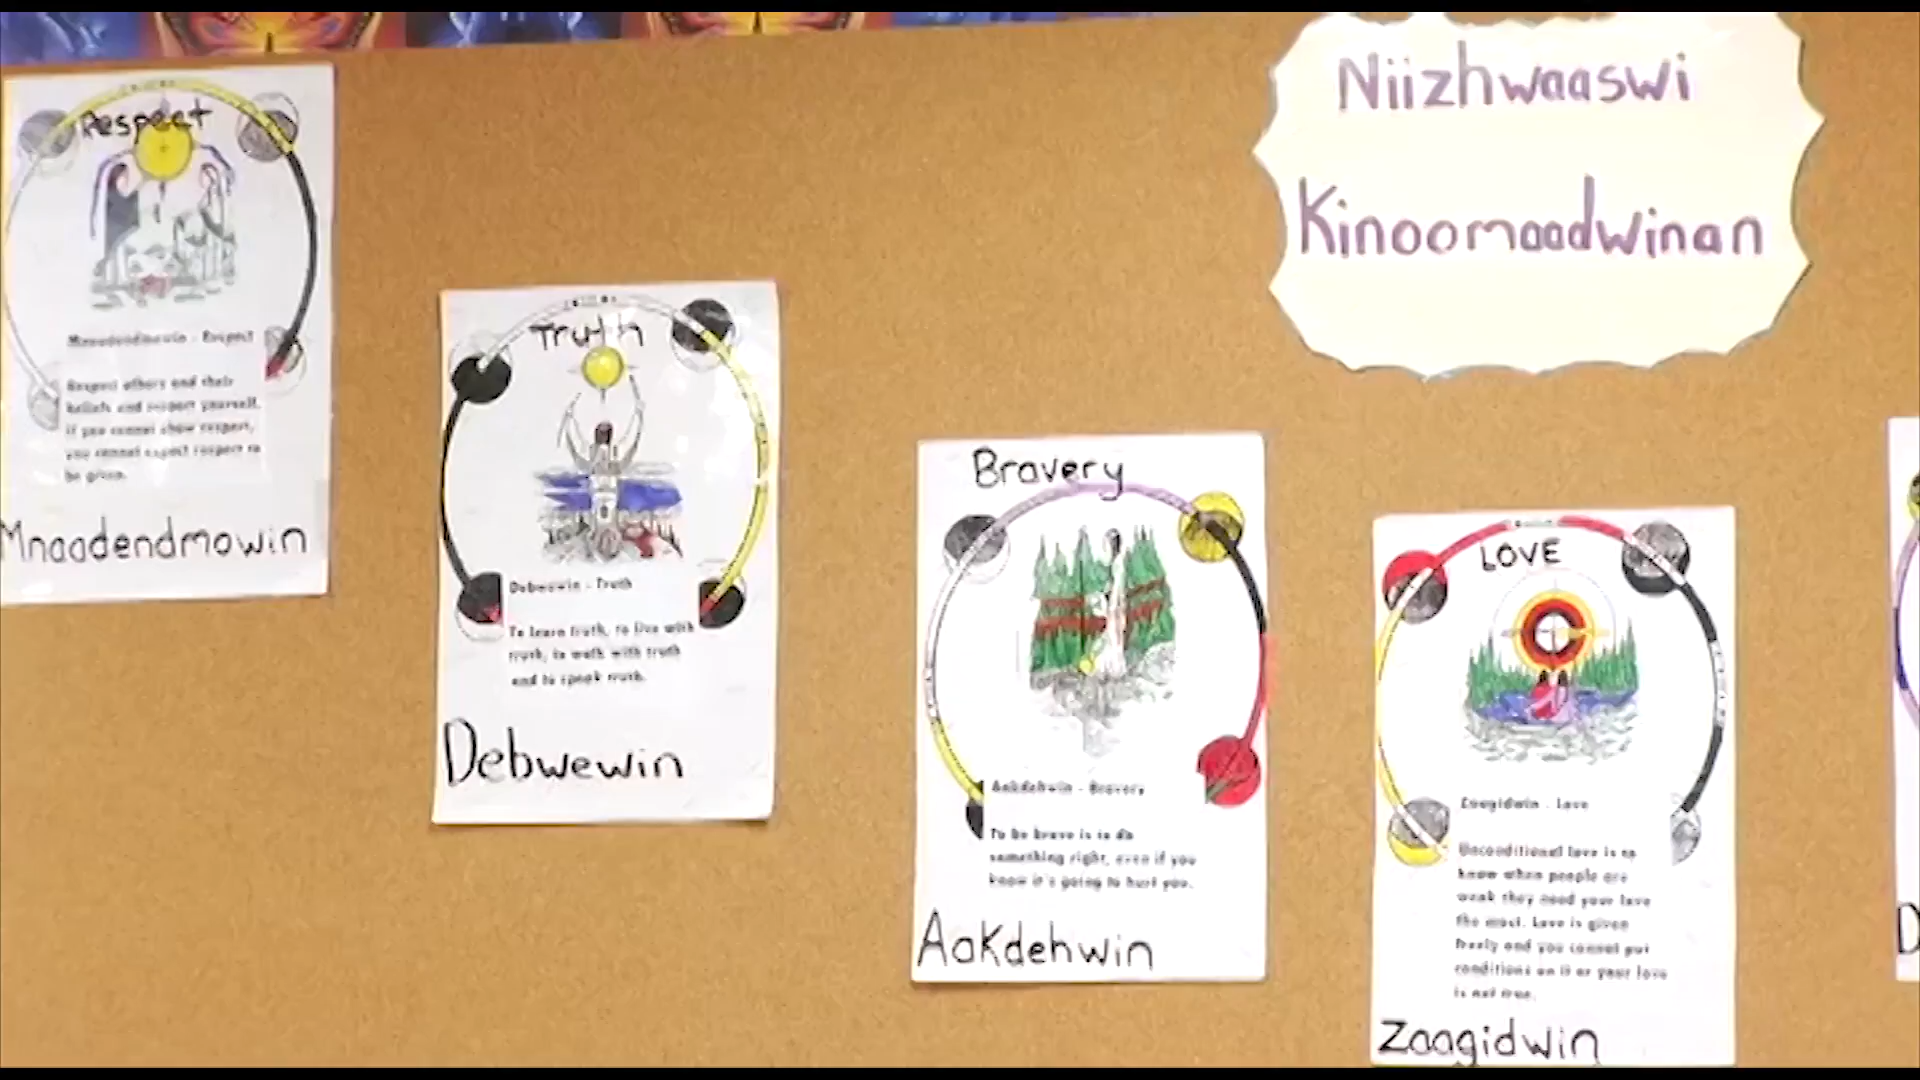 Niizhwaaswi
Kinoomaadwinan
Respect
Mnaadendmowin - Respect
Respect others and their
beliefs and respect yourself.
If you cannot show respect,
you cannot expect respect to
be given.
Mnaadendmowin
Truth
Debwewin - Truth
To learn truth, to live with
truth, to walk with truth
and to speak truth.
Debwewin
Bravery
Aakdehwin - Bravery
To be brave is to do
something right, even if you
know it's going to hurt you.
Aakdehwin
LOVE
Zaagidwin - Love
Unconditional love is to
know when people are
weak they need your love
the most. Love is given
freely and you cannot put
conditions on it or your love
is not true.
Zaagidwin
D